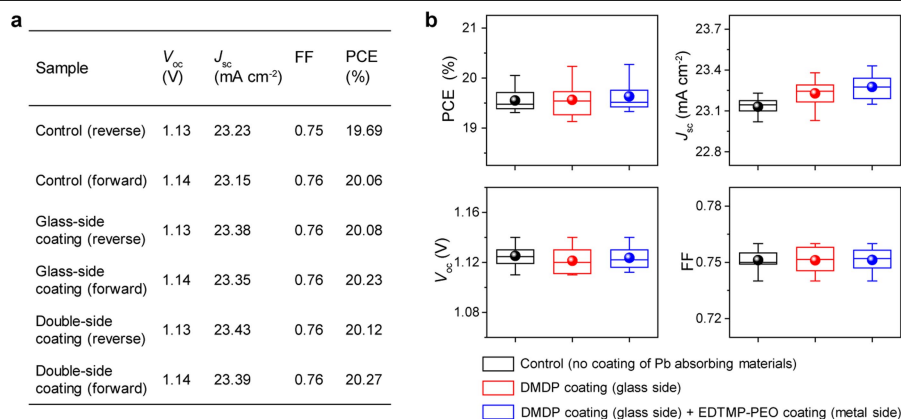 a
Sample Voc (V) Jsc (mA cm-2) FF PCE (%)
Control (reverse) 1.13 23.23 0.75 19.69
Control (forward) 1.14 23.15 0.76 20.06
Glass-side coating (reverse) 1.13 23.38 0.76 20.08
Glass-side coating (forward) 1.14 23.35 0.76 20.23
Double-side coating (reverse) 1.13 23.43 0.76 20.12
Double-side coating (forward) 1.14 23.39 0.76 20.27
b
PCE (%)
21
20
19
Jsc (mA cm-2)
23.7
23.4
23.1
22.8
Voc (V)
1.16
1.12
1.08
FF
0.78
0.75
0.72
Control (no coating of Pb absorbing materials)
DMDP coating (glass side)
DMDP coating (glass side) + EDTMP-PEO coating (metal side)